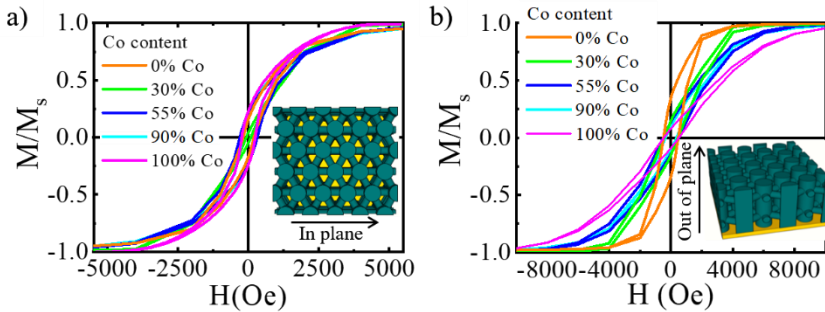 a)
Co content
0% Co
30% Co
55% Co
90% Co
100% Co
M/Ms
1.0
0.5
0.0
-0.5
-1.0
-5000
-2500
0
2500
5000
H(Oe)
In plane
b)
Co content
0% Co
30% Co
55% Co
90% Co
100% Co
M/Ms
1.0
0.5
0.0
-0.5
-1.0
-8000
-4000
0
4000
8000
H (Oe)
Out of plane